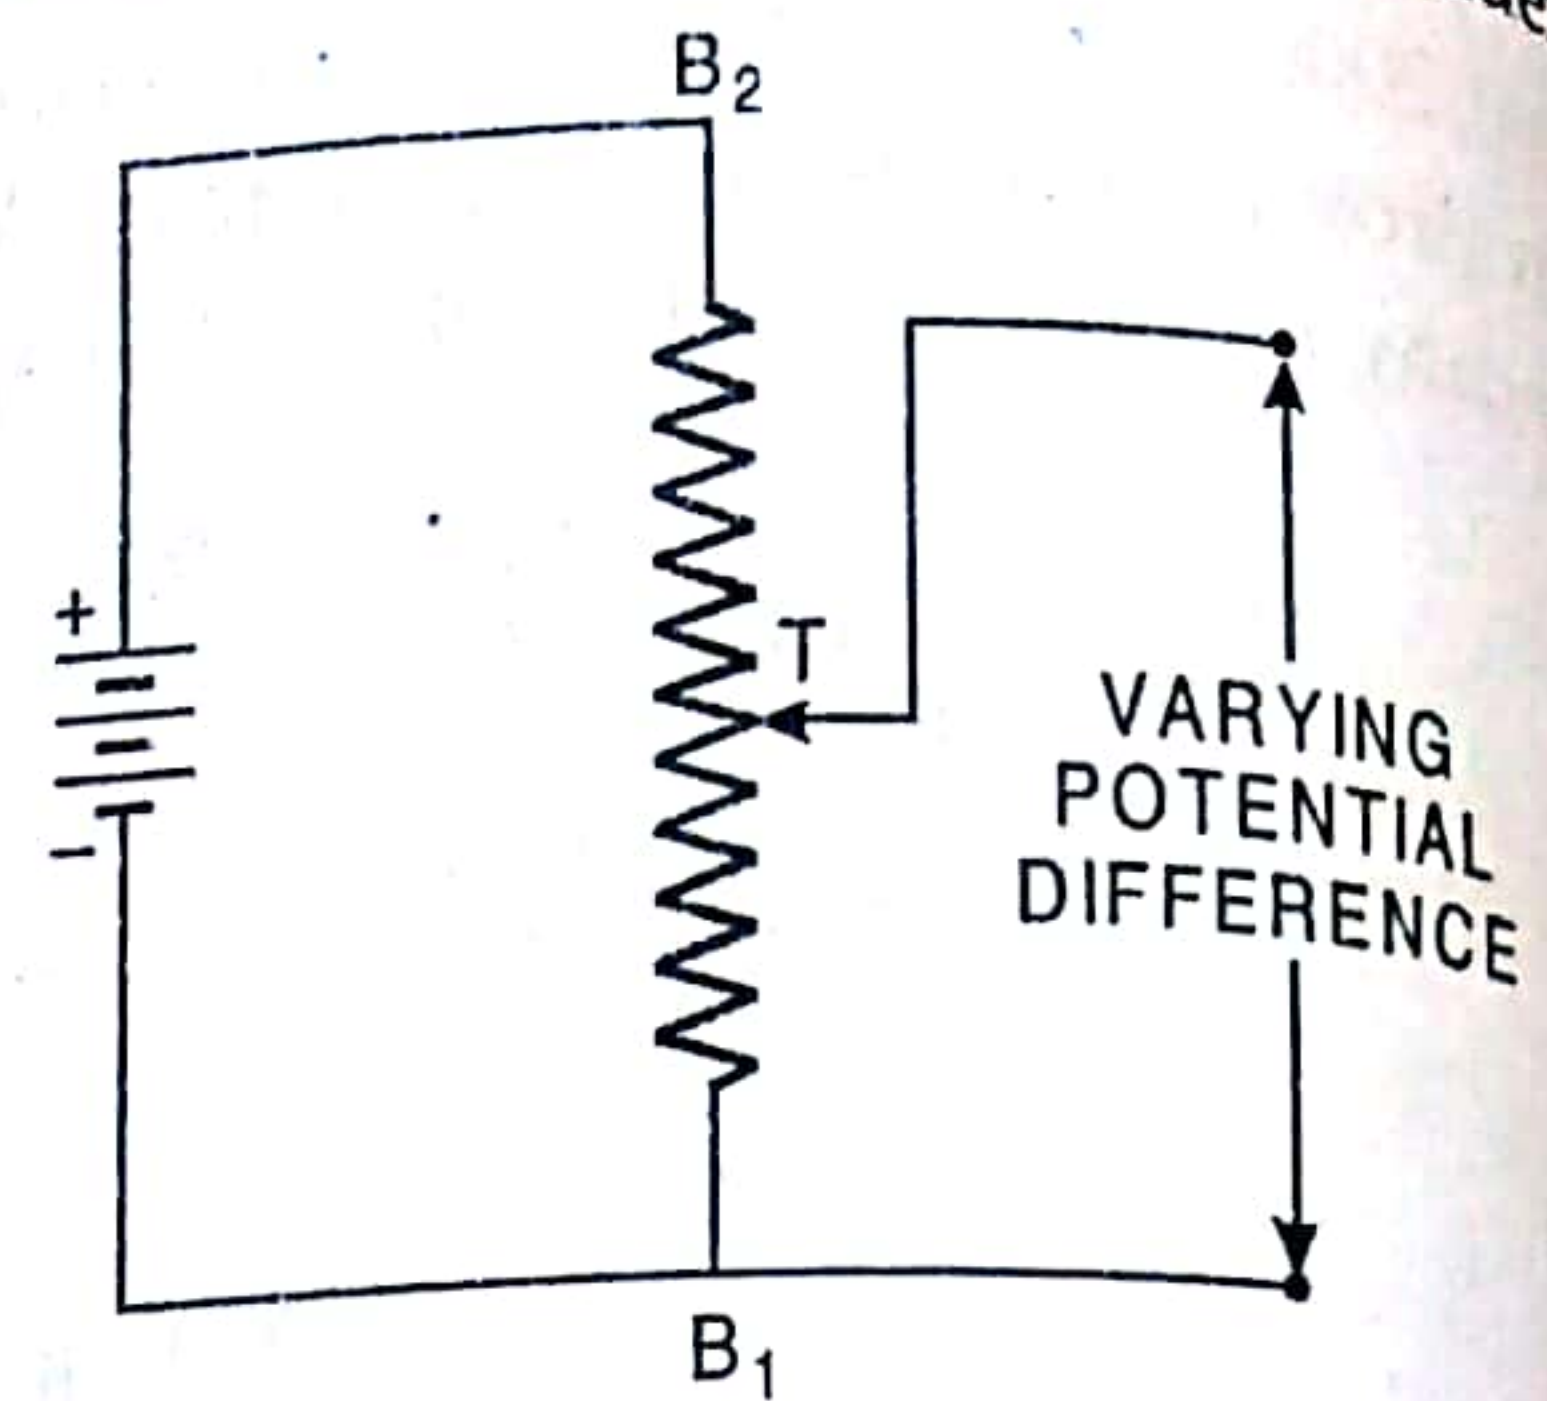 B2
+
T
VARYING
POTENTIAL
DIFFERENCE
−
B1